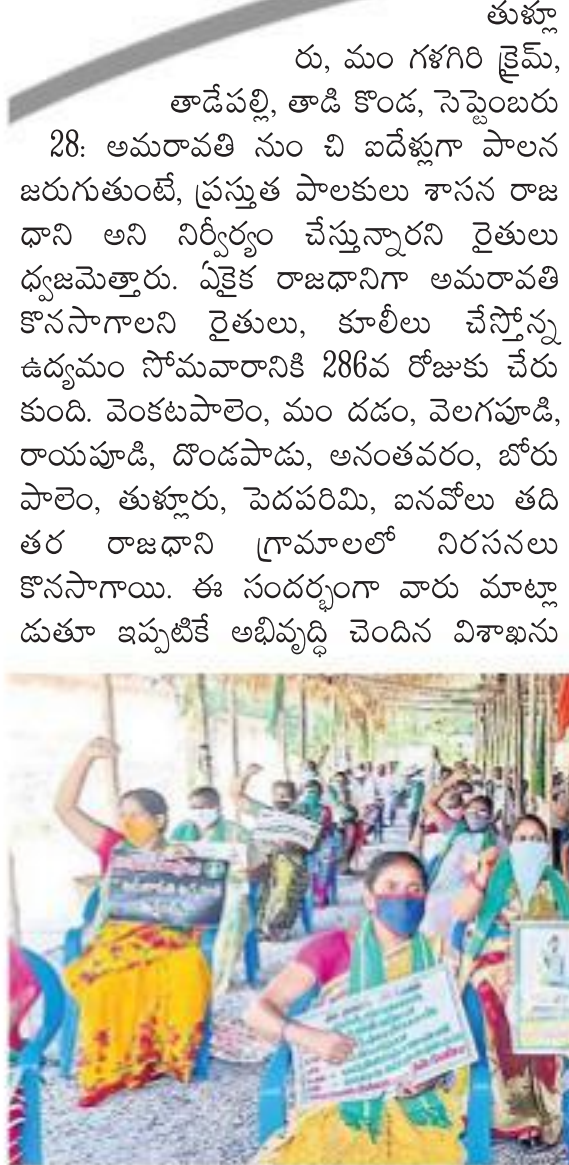 తుళ్లూ
రు, మం గళగిరి క్రైమ్,
తాడేపల్లి, తాడి కొండ, సెప్టెంబరు
28: అమరావతి నుం చి ఐదేళ్లుగా పాలన
జరుగుతుంటే, ప్రస్తుత పాలకులు శాసన రాజ
ధాని అని నిర్వీర్యం చేస్తున్నారని రైతులు
ధ్వజమెత్తారు. ఏకైక రాజధానిగా అమరావతి
కొనసాగాలని రైతులు, కూలీలు చేస్తోన్న
ఉద్యమం సోమవారానికి 286వ రోజుకు చేరు
కుంది. వెంకటపాలెం, మం దడం, వెలగపూడి,
రాయపూడి, దొండపాడు, అనంతవరం, బోరు
పాలెం, తుళ్లూరు, పెదపరిమి, ఐనవోలు తది
తర రాజధాని గ్రామాలలో నిరసనలు
కొనసాగాయి. ఈ సందర్భంగా వారు మాట్లా
డుతూ ఇప్పటికే అభివృద్ధి చెందిన విశాఖను